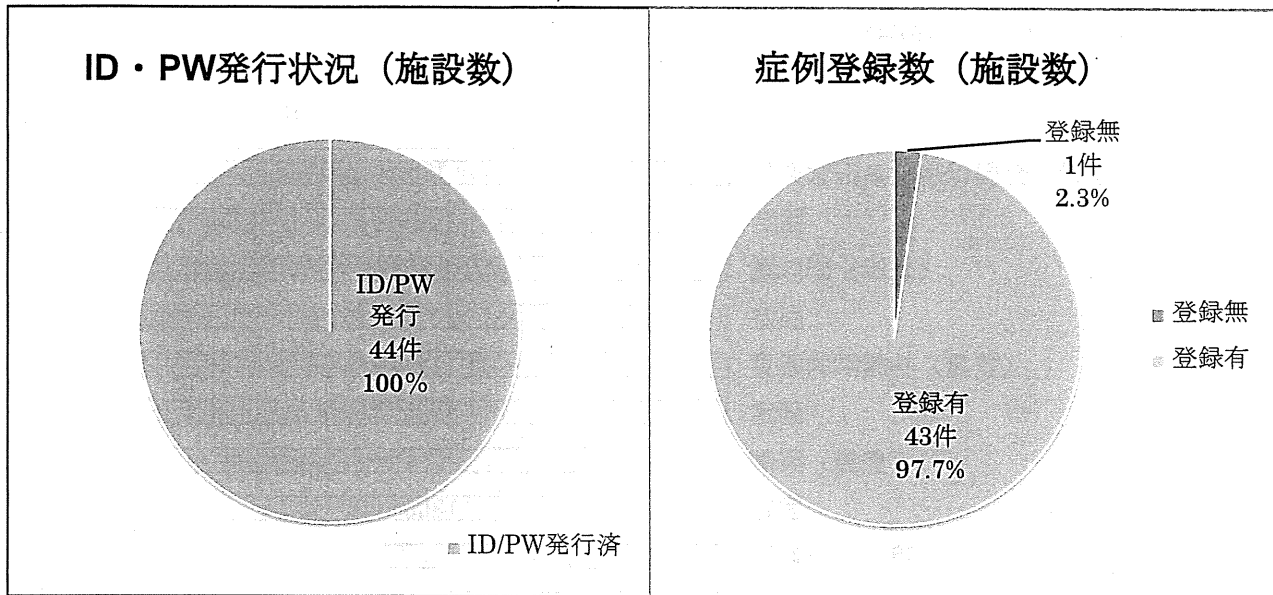 ID・PW発行状況（施設数）
ID/PW
発行
44件
100%
ID/PW発行済
症例登録数（施設数）
登録無
1件
2.3%
登録有
43件
97.7%
登録無
登録有